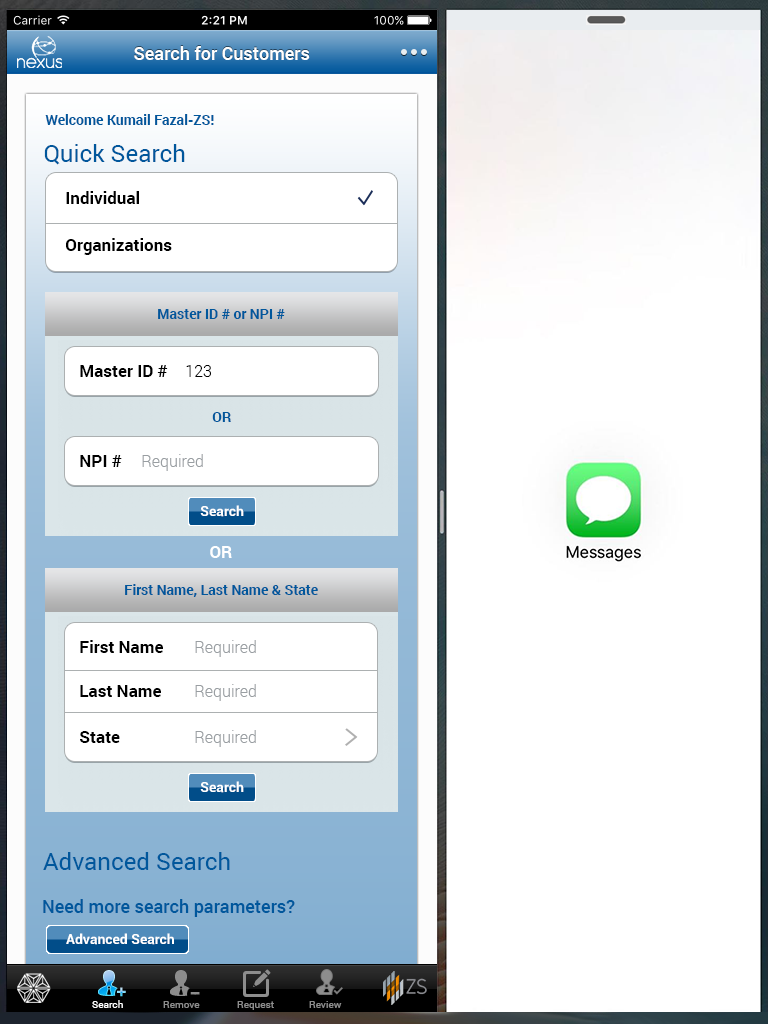 Carrier 2:21 PM 100%
nexus Search for Customers
Welcome Kumail Fazal-ZS!
Quick Search
Individual
Organizations
Master ID # or NPI #
Master ID # 123
OR
NPI # Required
Search
OR
First Name, Last Name & State
First Name Required
Last Name Required
State Required
Search
Advanced Search
Need more search parameters?
Advanced Search
Search Remove Request Review ZS
Messages